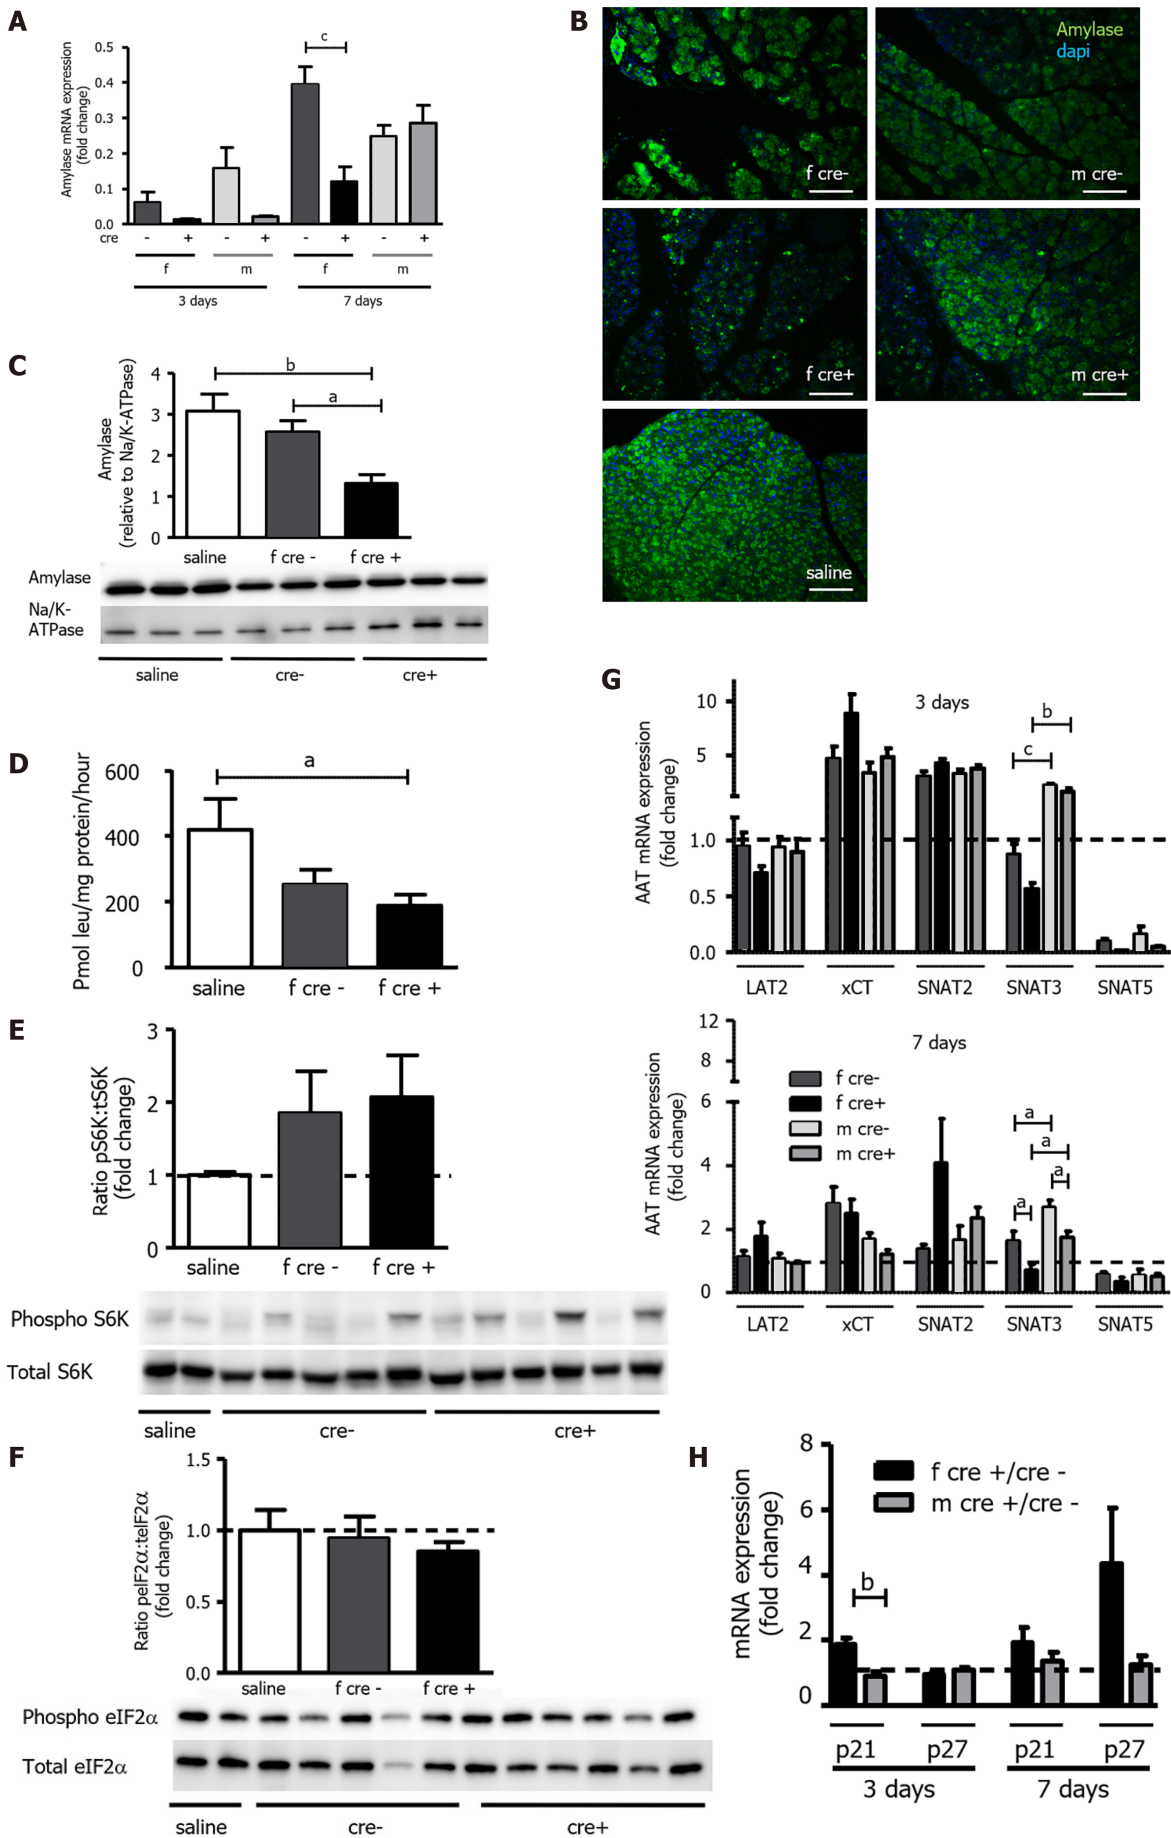 A
Amylase mRNA expression
(fold change)
0.5
0.4
0.3
0.2
0.1
0.0
c
cre - + - + - + - +
f m f m
3 days 7 days
B
Amylase
dapi
f cre-
m cre-
f cre+
m cre+
saline
C
Amylase
(relative to Na/K-ATPase)
4
3
2
1
0
b
a
saline f cre - f cre +
Amylase
Na/K-
ATPase
saline cre- cre+
D
Pmol leu/mg protein/hour
600
400
200
0
a
saline f cre - f cre +
E
Ratio pS6K:tS6K
(fold change)
3
2
1
0
saline f cre - f cre +
Phospho S6K
Total S6K
saline cre- cre+
F
Ratio peIF2α:teIF2α
(fold change)
1.5
1.0
0.5
0.0
saline f cre - f cre +
Phospho eIF2α
Total eIF2α
saline cre- cre+
G
AAT mRNA expression
(fold change)
10
5
1.0
0.5
0.0
3 days
b
c
LAT2 xCT SNAT2 SNAT3 SNAT5
AAT mRNA expression
(fold change)
12
8
6
4
2
0
7 days
f cre-
f cre+
m cre-
m cre+
a
a
a
a
LAT2 xCT SNAT2 SNAT3 SNAT5
H
mRNA expression
(fold change)
8
6
4
2
0
f cre +/cre -
m cre +/cre -
b
p21 p27 p21 p27
3 days 7 days